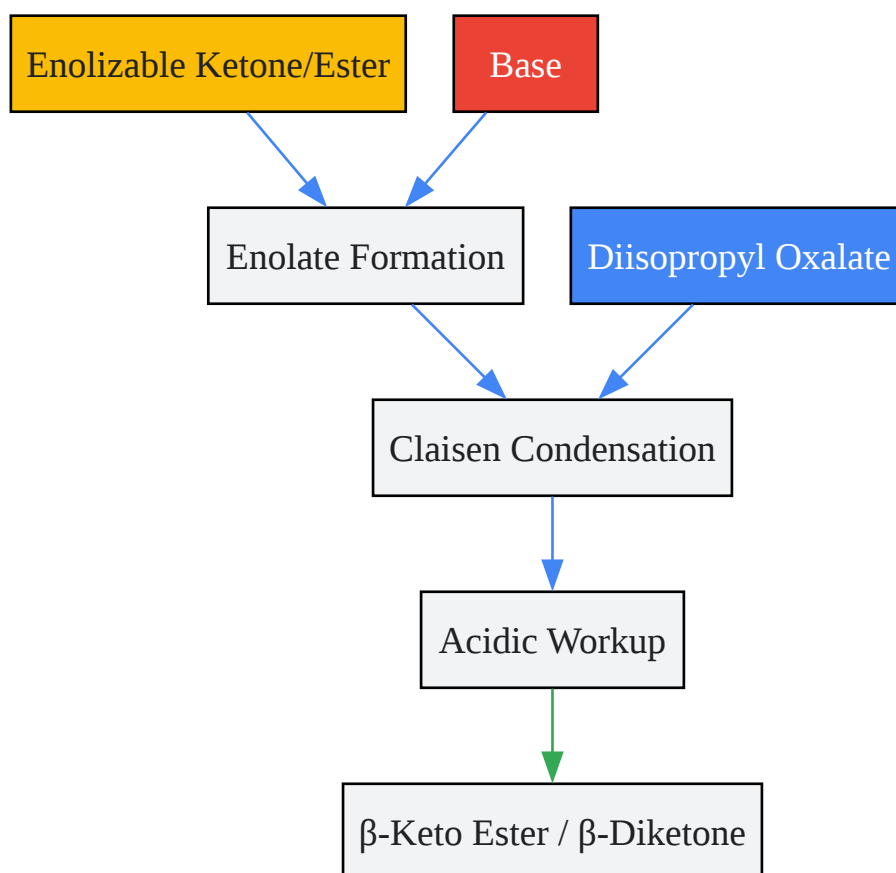 Enolizable Ketone/Ester
Base
Enolate Formation
Diisopropyl Oxalate
Claisen Condensation
Acidic Workup
β-Keto Ester / β-Diketone